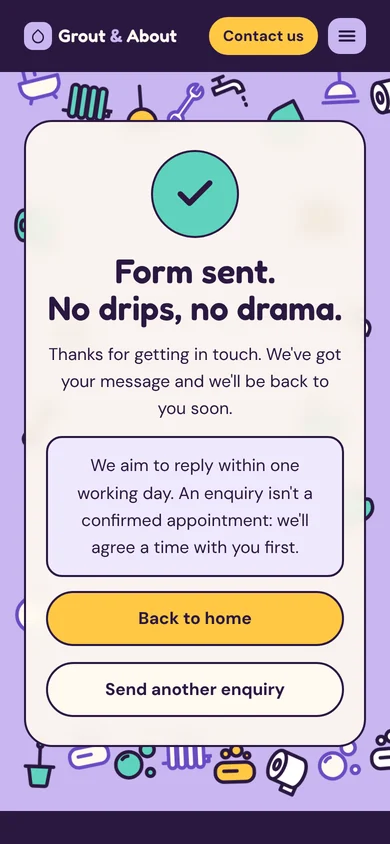 Grout & About
Contact us
Form sent.
No drips, no drama.
Thanks for getting in touch. We've got
your message and we'll be back to
you soon.
We aim to reply within one
working day. An enquiry isn't a
confirmed appointment: we'll
agree a time with you first.
Back to home
Send another enquiry